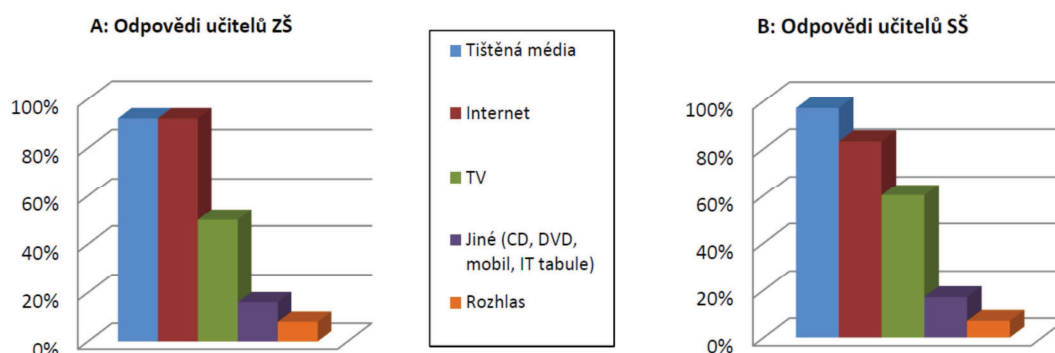 A: Odpovědi učitelů ZŠ
100%
80%
60%
40%
20%
0%
Tištěná média
Internet
TV
Jiné (CD, DVD,
mobil, IT tabule)
Rozhlas
B: Odpovědi učitelů SŠ
100%
80%
60%
40%
20%
0%